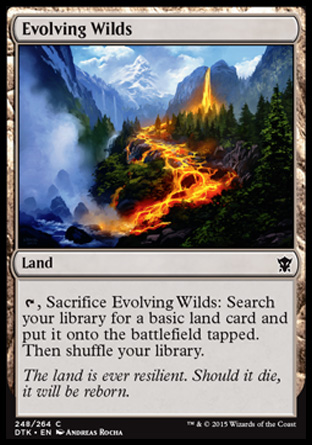 Evolving Wilds
Land
, Sacrifice Evolving Wilds: Search
your library for a basic land card and
put it onto the battlefield tapped.
Then shuffle your library.
The land is ever resilient. Should it die,
it will be reborn.
248/264 C
DTK • EN Andreas Rocha
™ & © 2015 Wizards of the Coast